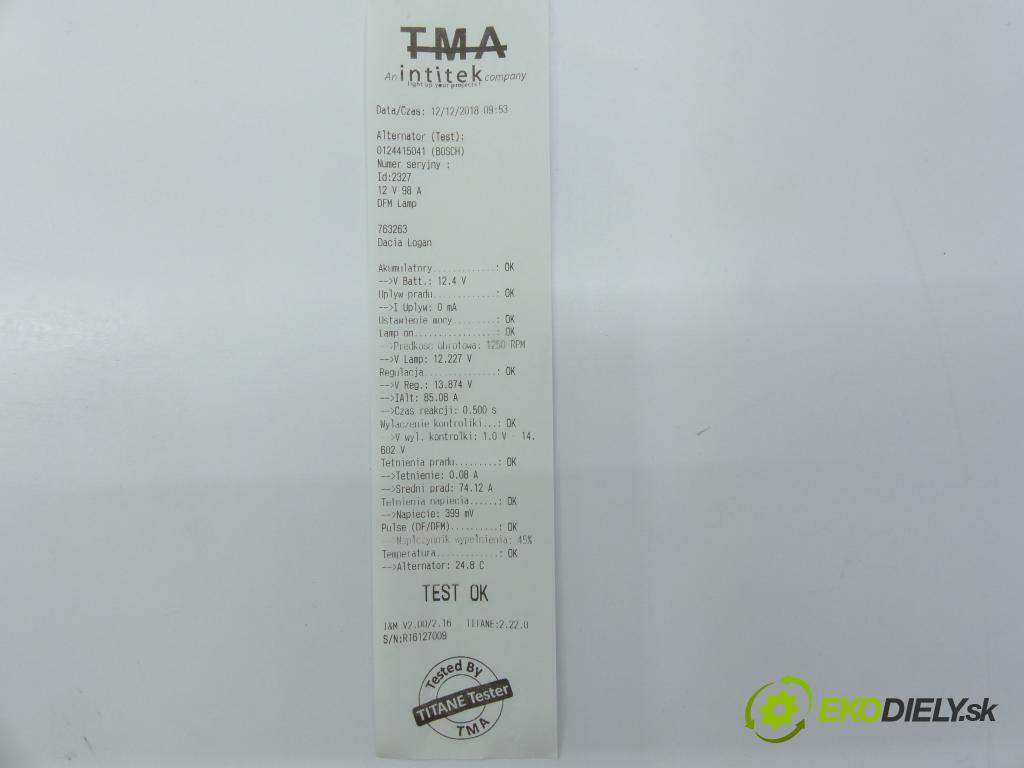 TMA
An intitek company
light up your projects!
Data/Czas: 12/12/2018 09:53
Alternator (Test):
0124415041 (BOSCH)
Numer seryjny :
Id:2327
12 V 98 A
DFM Lamp
763263
Dacia Logan
Akumulatory............: OK
-->V Batt.: 12.4 V
Uplyw pradu............: OK
-->I Uplyw: 0 mA
Ustawienie mocy........: OK
Lamp on................: OK
-->Predkosc obrotowa: 1250 RPM
-->V Lamp: 12.227 V
Regulacja..............: OK
-->V Reg.: 13.874 V
-->IAlt: 85.08 A
-->Czas reakcji: 0.500 s
Wylaczenie kontrolki...: OK
-->V wyl. kontrolki: 1.0 V - 14.
602 V
Tetnienia pradu........: OK
-->Tetnienie: 0.08 A
-->Sredni prad: 74.12 A
Tetnienia napiecia.....: OK
-->Napiecie: 399 mV
Pulse (DF/DFM).........: OK
wypelnienia: 45%
Temperatura............: OK
-->Alternator: 24.8 C
TEST OK
I&M V2.00/2.16 TITANE:2.22.0
S/N:R16127009
Tested By
TITANE Tester
TMA
EKODIELY.sk